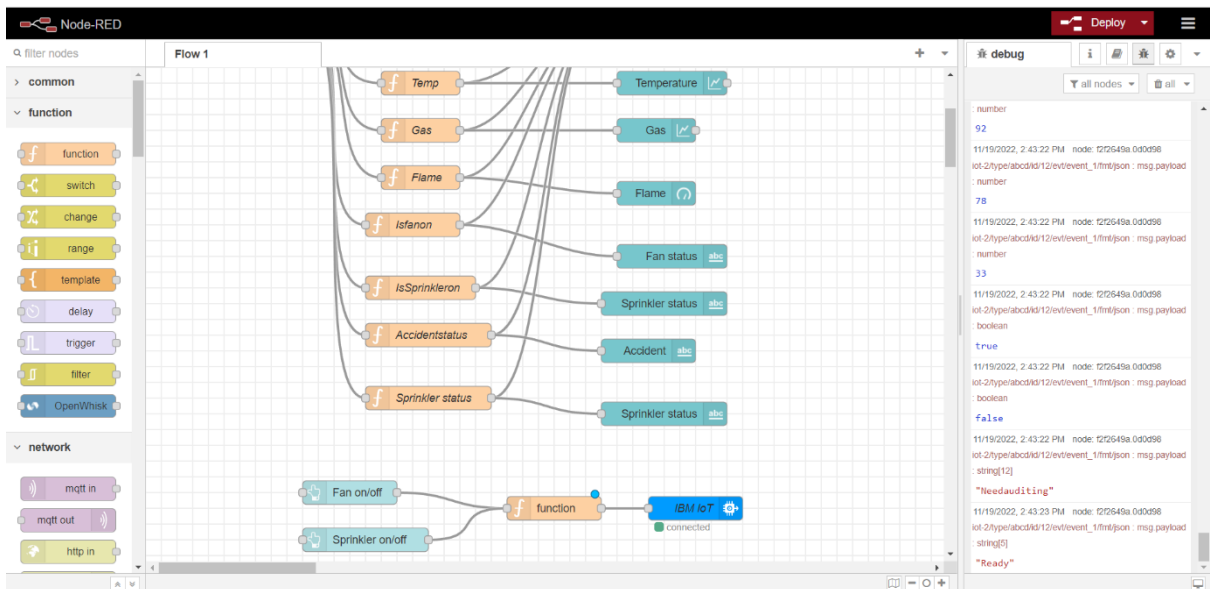 Node-RED
Deploy
filter nodes
common
function
function
switch
change
range
template
delay
trigger
filter
OpenWhisk
network
mqtt in
mqtt out
http in
Flow 1
Temp
Temperature
Gas
Gas
Flame
Flame
Isfanon
Fan status abc
IsSprinkleron
Sprinkler status abc
Accidentstatus
Accident abc
Sprinkler status
Sprinkler status abc
Fan on/off
function
IBM IoT
connected
Sprinkler on/off
debug
i
all nodes
all
: number
92
11/19/2022, 2:43:22 PM node: f2f2649a.0d0d98
iot-2/type/abcd/id/12/evt/event_1/fmt/json : msg.payload
: number
78
11/19/2022, 2:43:22 PM node: f2f2649a.0d0d98
iot-2/type/abcd/id/12/evt/event_1/fmt/json : msg.payload
: number
33
11/19/2022, 2:43:22 PM node: f2f2649a.0d0d98
iot-2/type/abcd/id/12/evt/event_1/fmt/json : msg.payload
: boolean
true
11/19/2022, 2:43:22 PM node: f2f2649a.0d0d98
iot-2/type/abcd/id/12/evt/event_1/fmt/json : msg.payload
: boolean
false
11/19/2022, 2:43:22 PM node: f2f2649a.0d0d98
iot-2/type/abcd/id/12/evt/event_1/fmt/json : msg.payload
: string[12]
"Needauditing"
11/19/2022, 2:43:23 PM node: f2f2649a.0d0d98
iot-2/type/abcd/id/12/evt/event_1/fmt/json : msg.payload
: string[5]
"Ready"